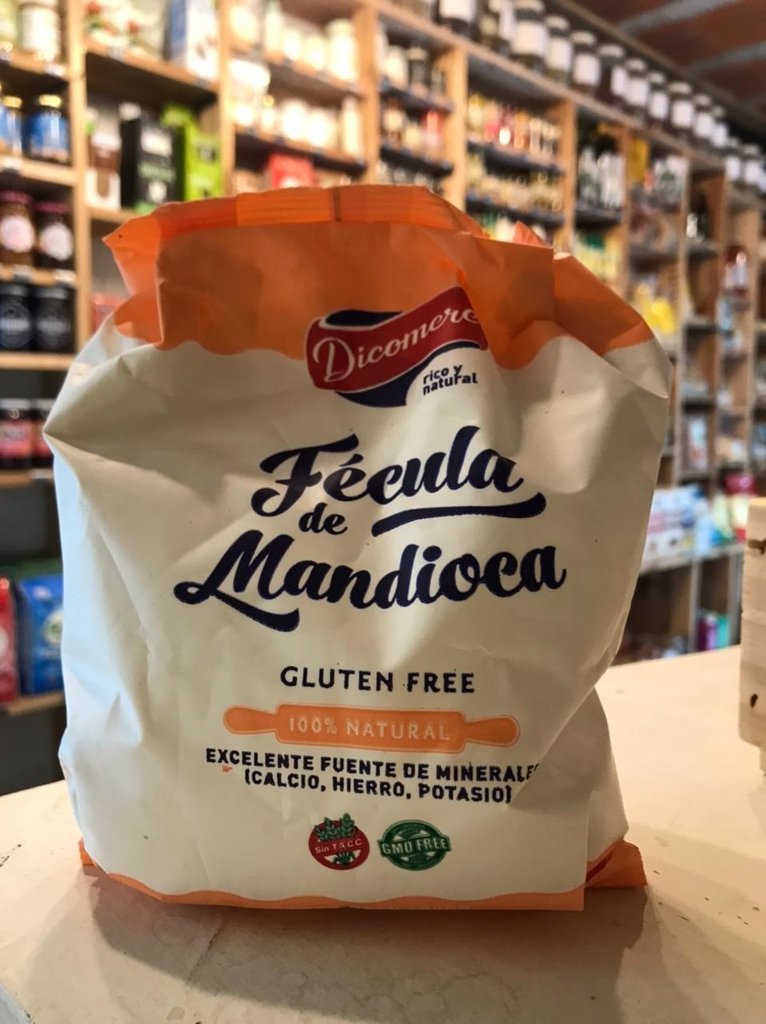 Dicomere
rico y
natural
Fécula
de
Mandioca
GLUTEN FREE
100% NATURAL
EXCELENTE FUENTE DE MINERALES
(CALCIO, HIERRO, POTASIO)
Sin T.A.C.C.
GMO FREE